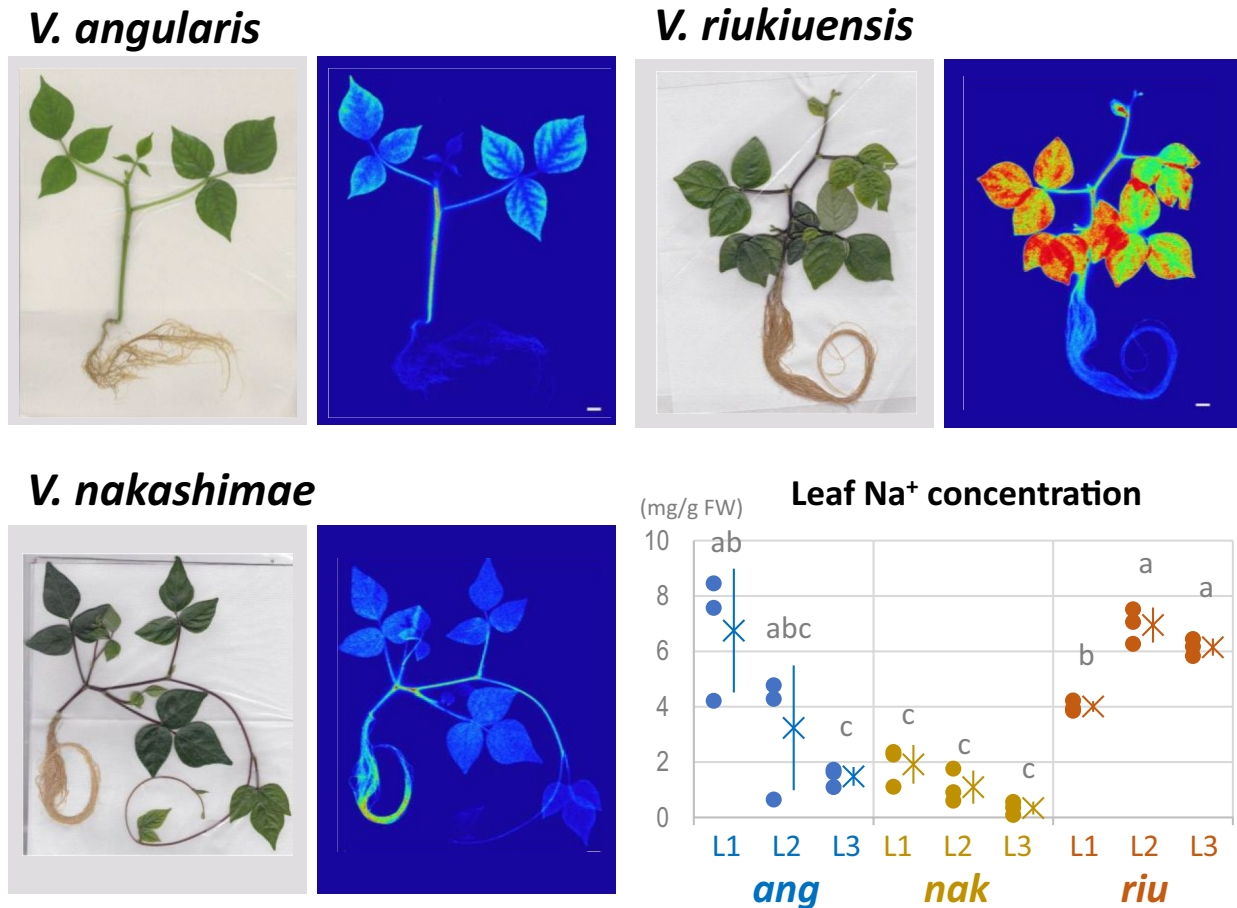 V. angularis
V. riukiuensis
V. nakashimae
Leaf Na⁺ concentration
(mg/g FW)
10
8
6
4
2
0
ab
abc
c
c
c
c
b
a
a
L1 L2 L3 L1 L2 L3 L1 L2 L3
ang nak riu